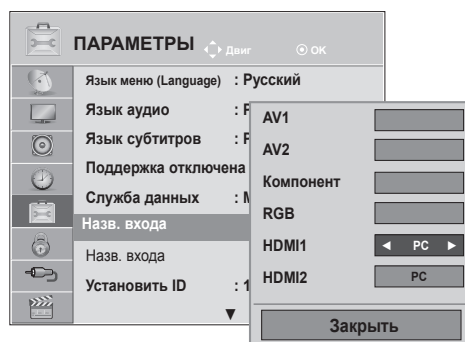 ПАРАМЕТРЫ Двиг OK
Язык меню (Language) : Русский
Язык аудио :
Язык субтитров :
Поддержка отключена
Служба данных :
Назв. входа
Назв. входа
Установить ID : 1
▼
AV1
AV2
Компонент
RGB
HDMI1 ◄ PC ►
HDMI2 PC
Закрыть